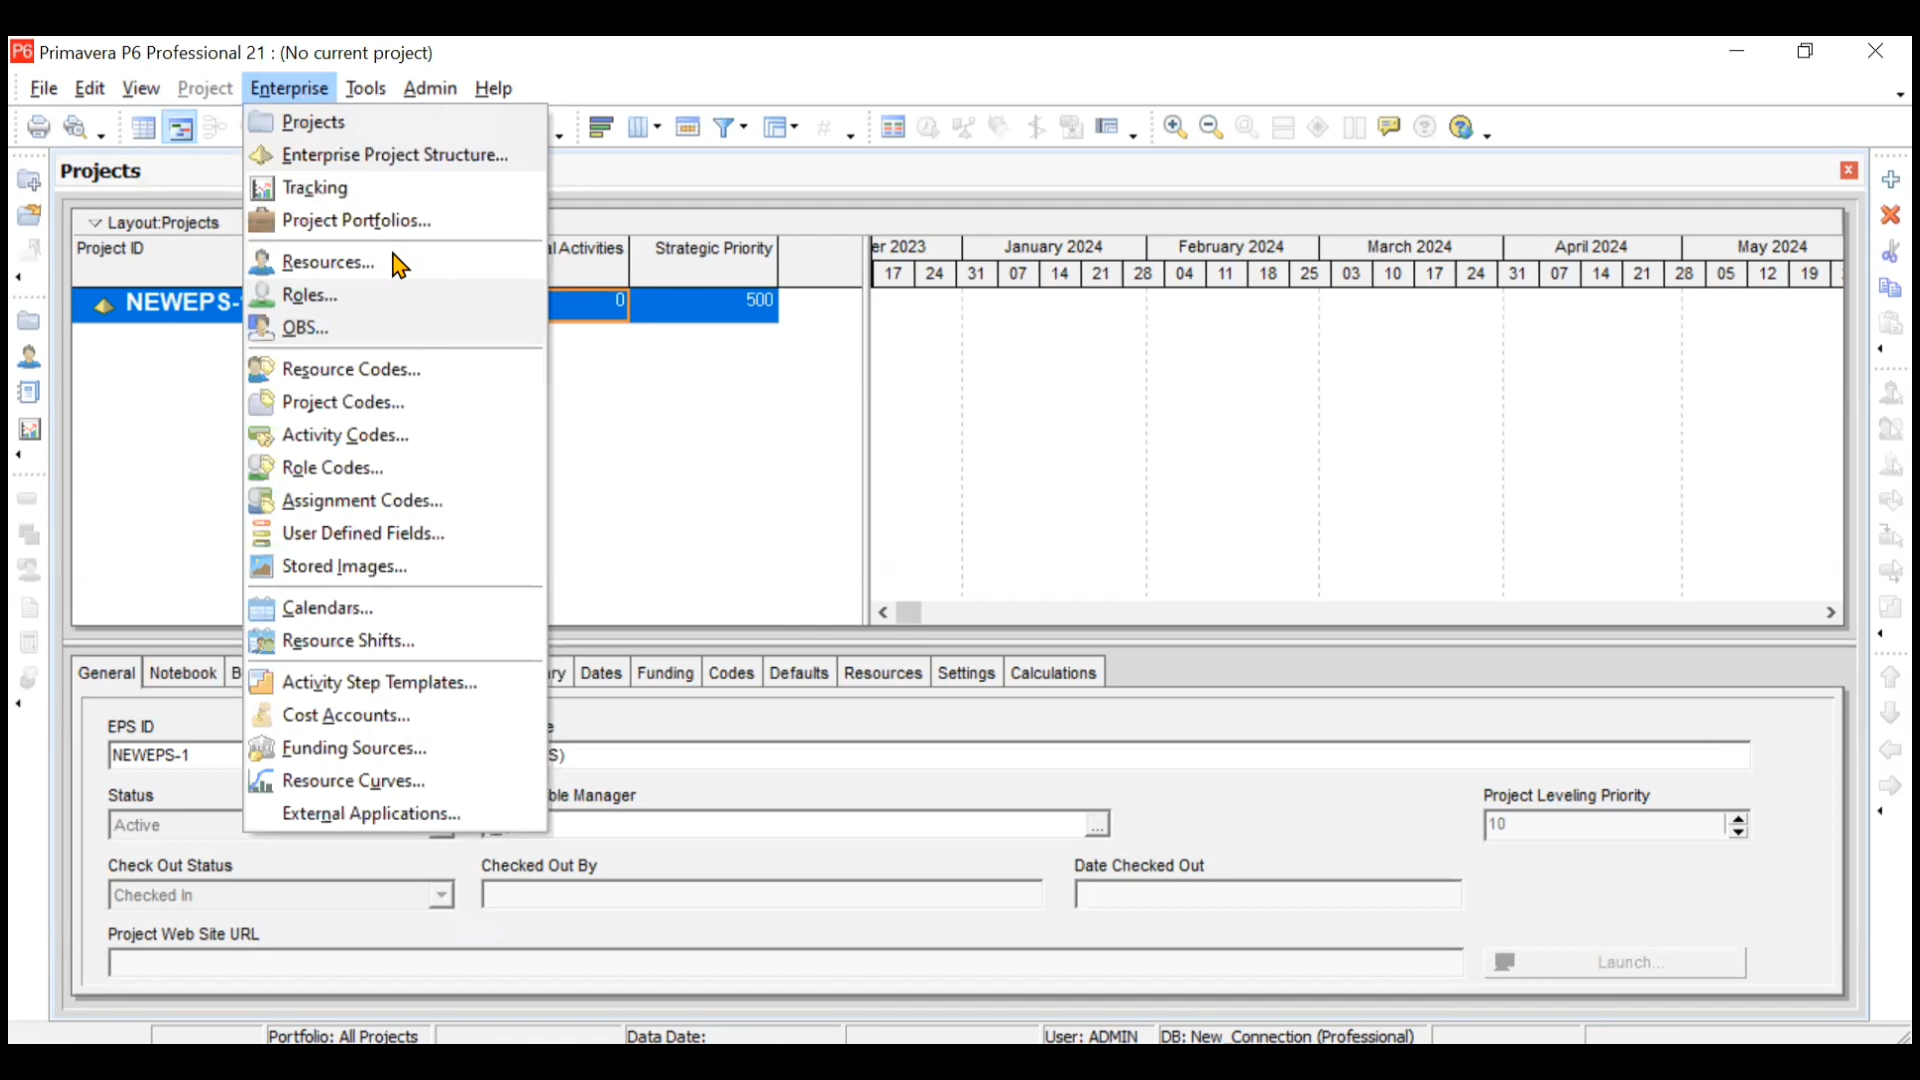 P6 Primavera P6 Professional 21 : (No current project)
File Edit View Project Enterprise Tools Admin Help
Projects
Enterprise Project Structure...
Tracking
Project Portfolios...
Resources...
Roles...
OBS...
Resource Codes...
Project Codes...
Activity Codes...
Role Codes...
Assignment Codes...
User Defined Fields...
Stored Images...
Calendars...
Resource Shifts...
Activity Step Templates...
Cost Accounts...
Funding Sources...
Resource Curves...
External Applications...
Projects
Layout:Projects
Project ID Activities Strategic Priority
NEWEPS- 0 500
er 2023 January 2024 February 2024 March 2024 April 2024 May 2024
17 24 31 07 14 21 28 04 11 18 25 03 10 17 24 31 07 14 21 28 05 12 19
General Notebook B ry Dates Funding Codes Defaults Resources Settings Calculations
EPS ID
NEWEPS-1 S)
Status ble Manager Project Leveling Priority
Active ... 10
Check Out Status Checked Out By Date Checked Out
Checked In
Project Web Site URL
Launch...
Portfolio: All Projects Data Date: User: ADMIN DB: New_Connection (Professional)